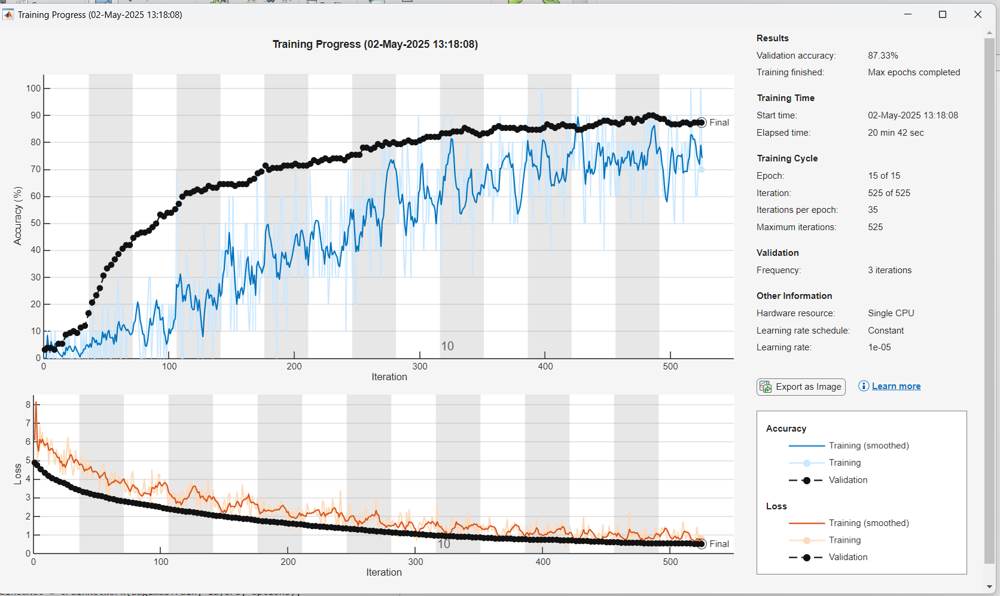 Training Progress (02-May-2025 13:18:08)
Training Progress (02-May-2025 13:18:08)
100
90
80
70
60
50
40
30
20
10
0
Accuracy (%)
Final
10
0 100 200 300 400 500
Iteration
8
7
6
5
4
3
2
1
0
Loss
Final
10
0 100 200 300 400 500
Iteration
Results
Validation accuracy: 87.33%
Training finished: Max epochs completed
Training Time
Start time: 02-May-2025 13:18:08
Elapsed time: 20 min 42 sec
Training Cycle
Epoch: 15 of 15
Iteration: 525 of 525
Iterations per epoch: 35
Maximum iterations: 525
Validation
Frequency: 3 iterations
Other Information
Hardware resource: Single CPU
Learning rate schedule: Constant
Learning rate: 1e-05
Export as Image
Learn more
Accuracy
Training (smoothed)
Training
Validation
Loss
Training (smoothed)
Training
Validation